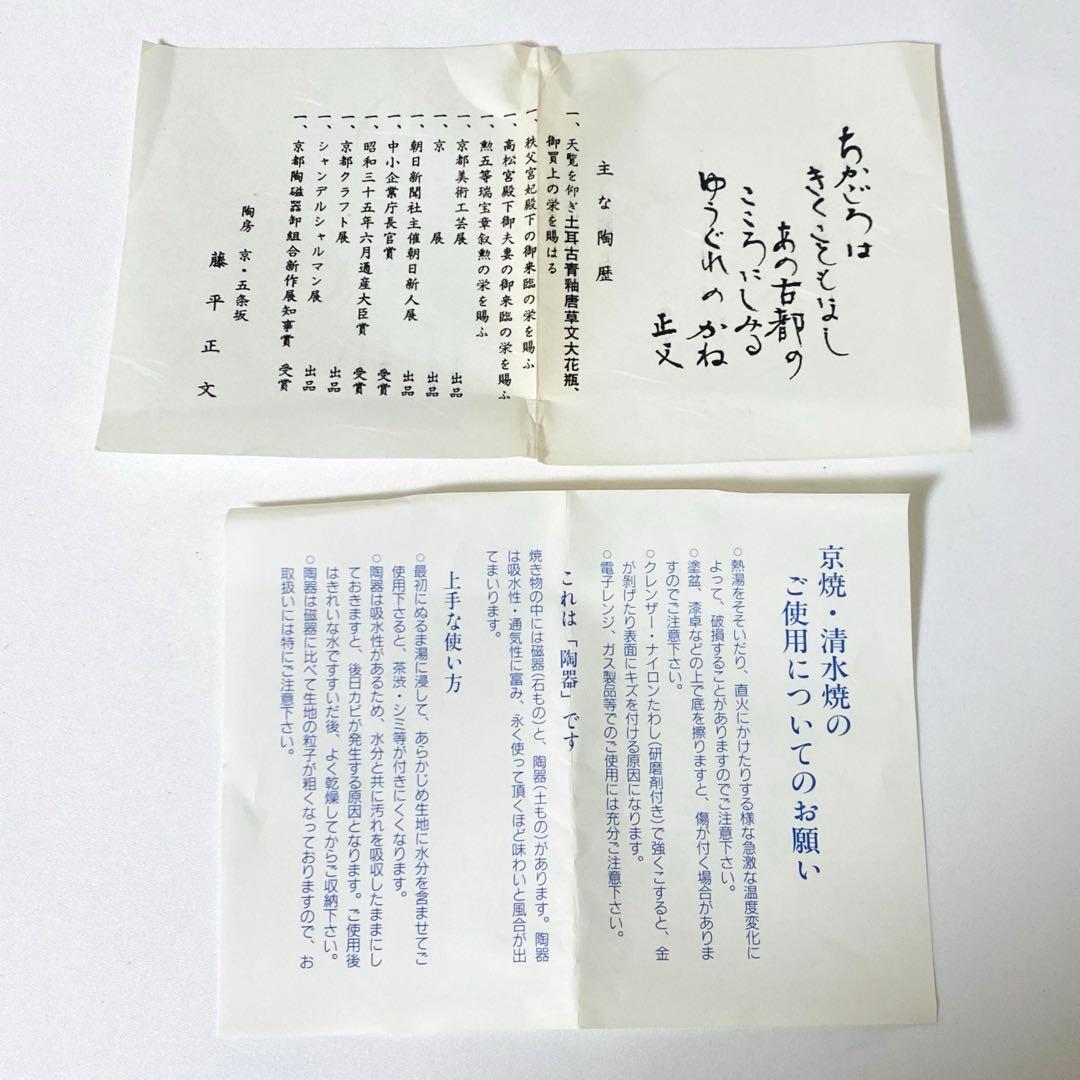 ちかごろは
きくこともなし
あの古都の
こころにしみる
ゆうぐれのかね
正文
主な陶歴
一、天覧を仰ぎ土耳古青釉唐草文大花瓶、
御買上の栄を賜はる
一、秩父宮妃殿下の御来臨の栄を賜ふ
一、高松宮殿下御夫妻の御来臨の栄を賜ふ
一、勲五等瑞宝章叙勲の栄を賜ふ
一、京都美術工芸展 出品
一、京展 出品
一、朝日新聞社主催朝日新人展 出品
一、中小企業庁長官賞 受賞
一、昭和三十五年六月通産大臣賞 受賞
一、京都クラフト展 出品
一、シャンデルシャルマン展 出品
一、京都陶磁器卸組合新作展知事賞 受賞
陶房 京・五条坂
藤平正文
京焼・清水焼の
ご使用についてのお願い
○熱湯をそそいだり、直火にかけたりする様な急激な温度変化に
よって、破損することがありますのでご注意下さい。
○塗盆、漆卓などの上で底を擦りますと、傷が付く場合がありま
すのでご注意下さい。
○クレンザー・ナイロンたわし(研磨剤付き)で強くこすると、金
が剝げたり表面にキズを付ける原因になります。
○電子レンジ、ガス製品等でのご使用には充分ご注意下さい。
これは「陶器」です
焼き物の中には磁器(石もの)と、陶器(土もの)があります。陶器
は吸水性・通気性に富み、永く使って頂くほど味わいと風合が出
てまいります。
上手な使い方
○最初にぬるま湯に浸して、あらかじめ生地に水分を含ませてご
使用下さると、茶渋・シミ等が付きにくくなります。
○陶器は吸水性があるため、水分と共に汚れを吸収したままにし
ておきますと、後日カビが発生する原因となります。ご使用後
はきれいな水ですすいだ後、よく乾燥してからご収納下さい。
○陶器は磁器に比べて生地の粒子が粗くなっておりますので、お
取扱いには特にご注意下さい。